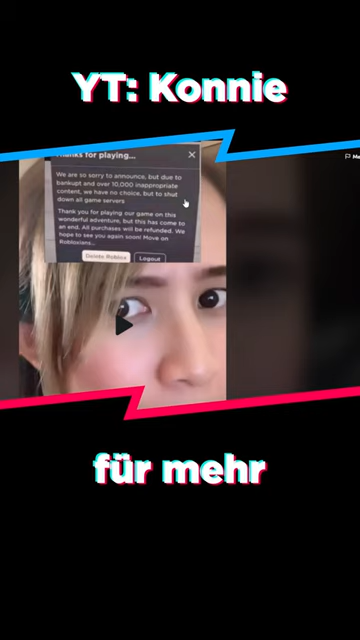 YT: Konnie
Thanks for playing...
We are so sorry to announce, but due to
bankupt and over 10,000 inappropriate
content, we have no choice, but to shut
down all game servers
Thank you for playing our game on this
wonderful adventure, but this has come to
an end. All purchases will be refunded. We
hope to see you again soon! Move on
Robloxians...
Delete Roblox
Logout
für mehr